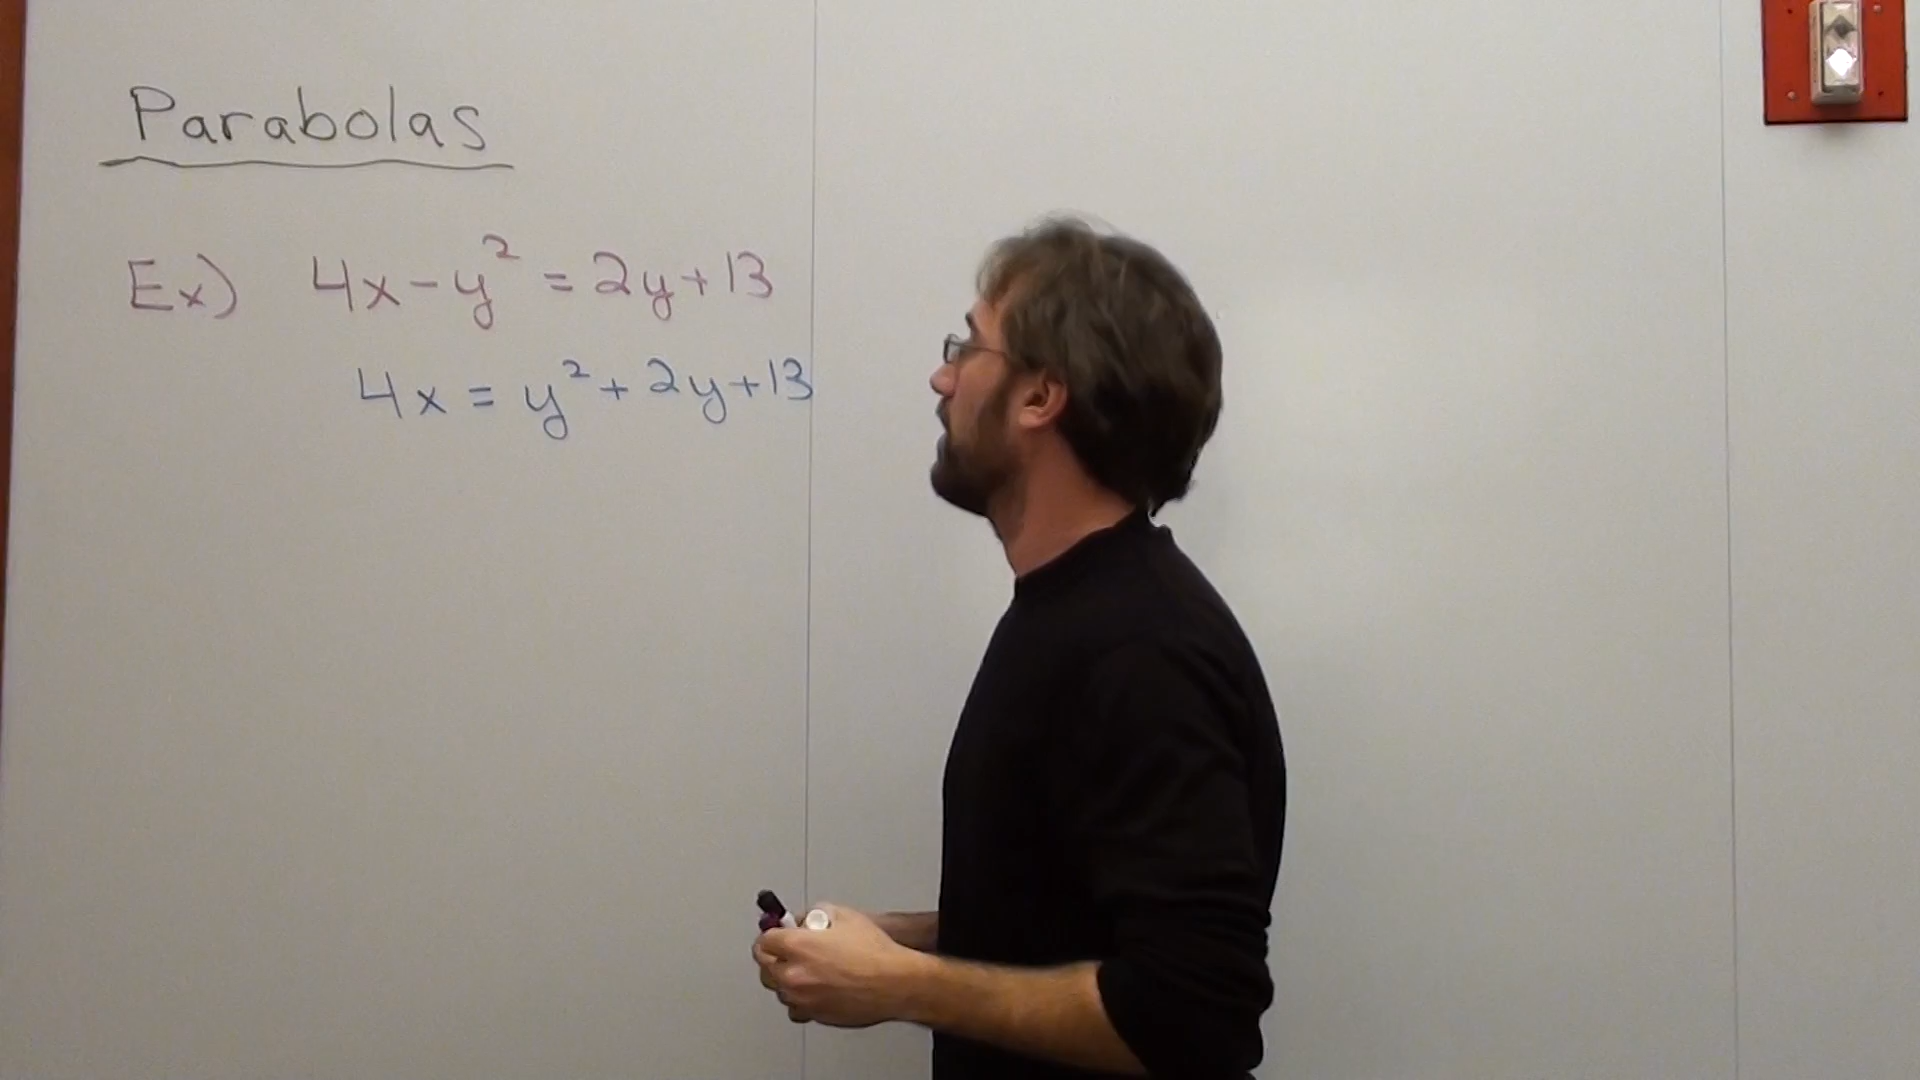 Parabolas
Ex) 4x - y² = 2y + 13
4x = y² + 2y + 13